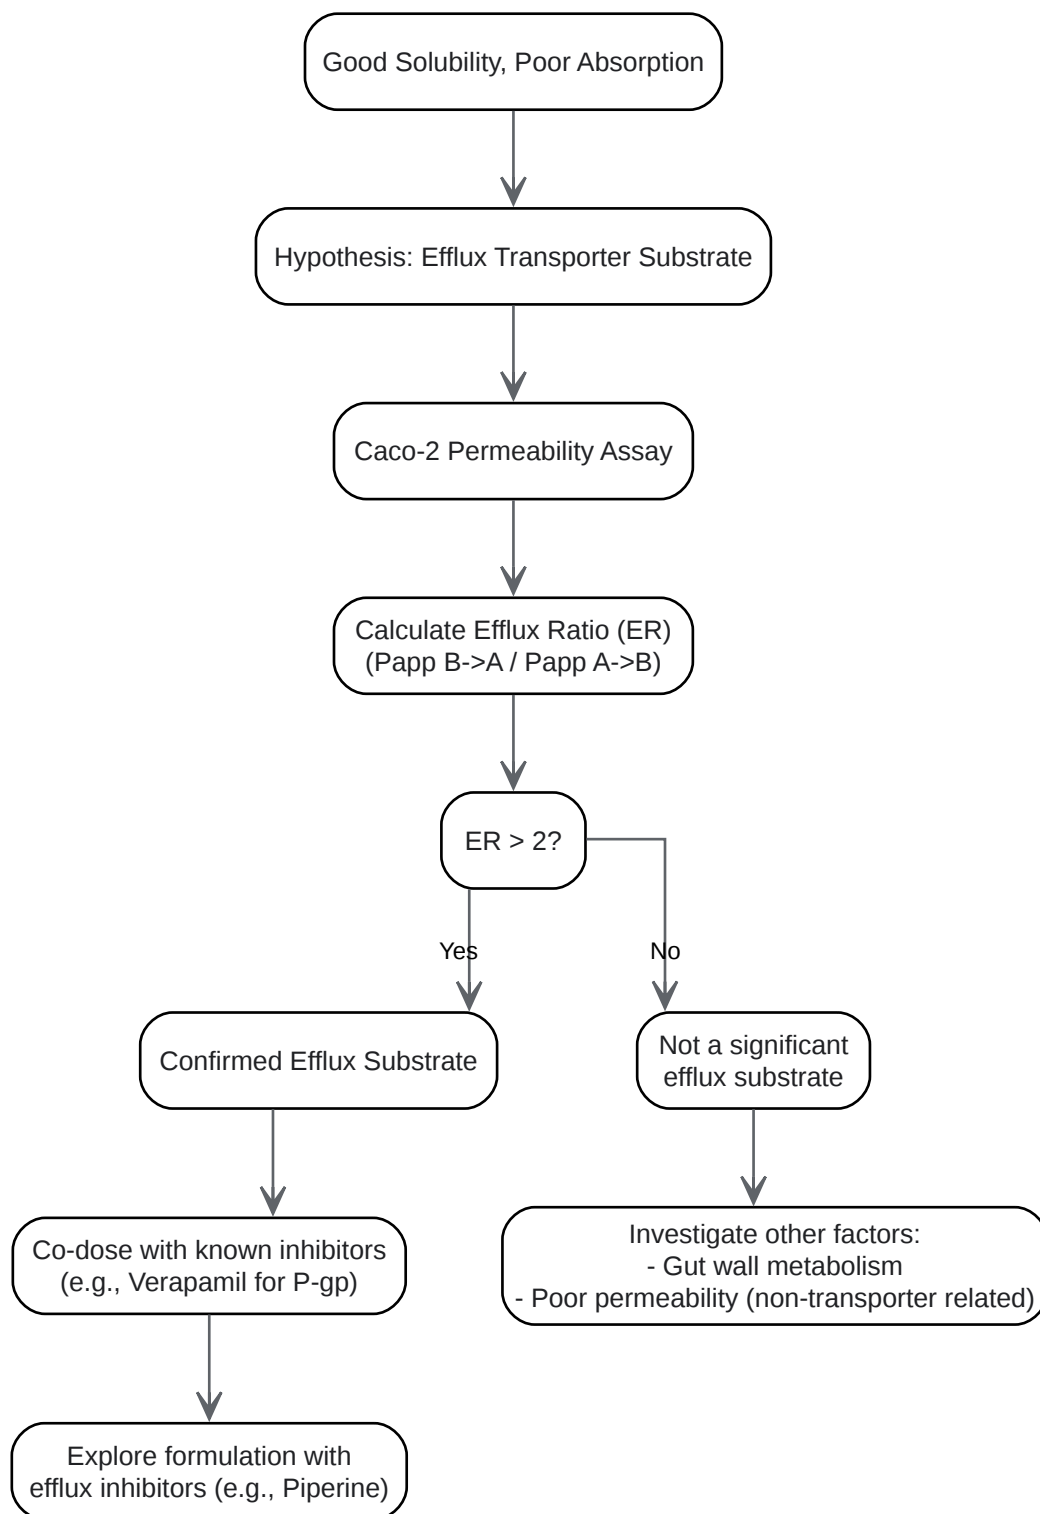 Good Solubility, Poor Absorption
Hypothesis: Efflux Transporter Substrate
Caco-2 Permeability Assay
Calculate Efflux Ratio (ER)
(Papp B->A / Papp A->B)
ER > 2?
Yes
No
Confirmed Efflux Substrate
Not a significant
efflux substrate
Co-dose with known inhibitors
(e.g., Verapamil for P-gp)
Investigate other factors:
- Gut wall metabolism
- Poor permeability (non-transporter related)
Explore formulation with
efflux inhibitors (e.g., Piperine)